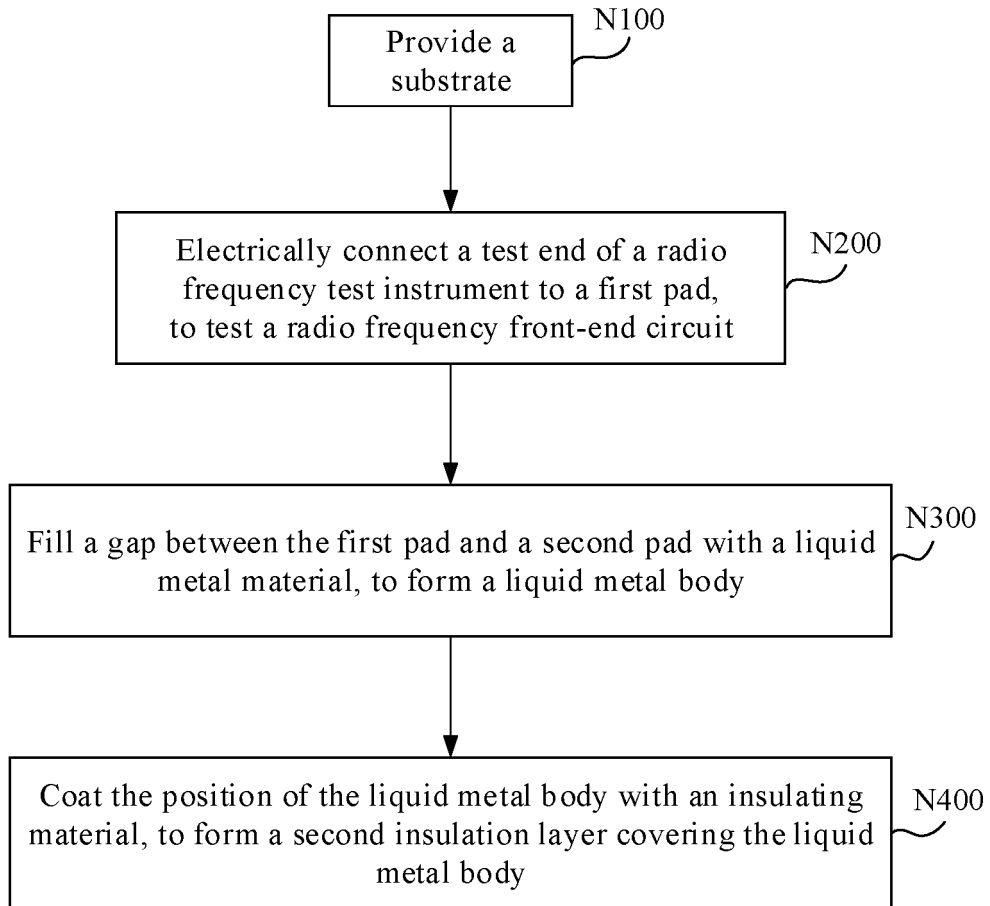 N100
Provide a
substrate
N200
Electrically connect a test end of a radio
frequency test instrument to a first pad,
to test a radio frequency front-end circuit
N300
Fill a gap between the first pad and a second pad with a liquid
metal material, to form a liquid metal body
N400
Coat the position of the liquid metal body with an insulating
material, to form a second insulation layer covering the liquid
metal body